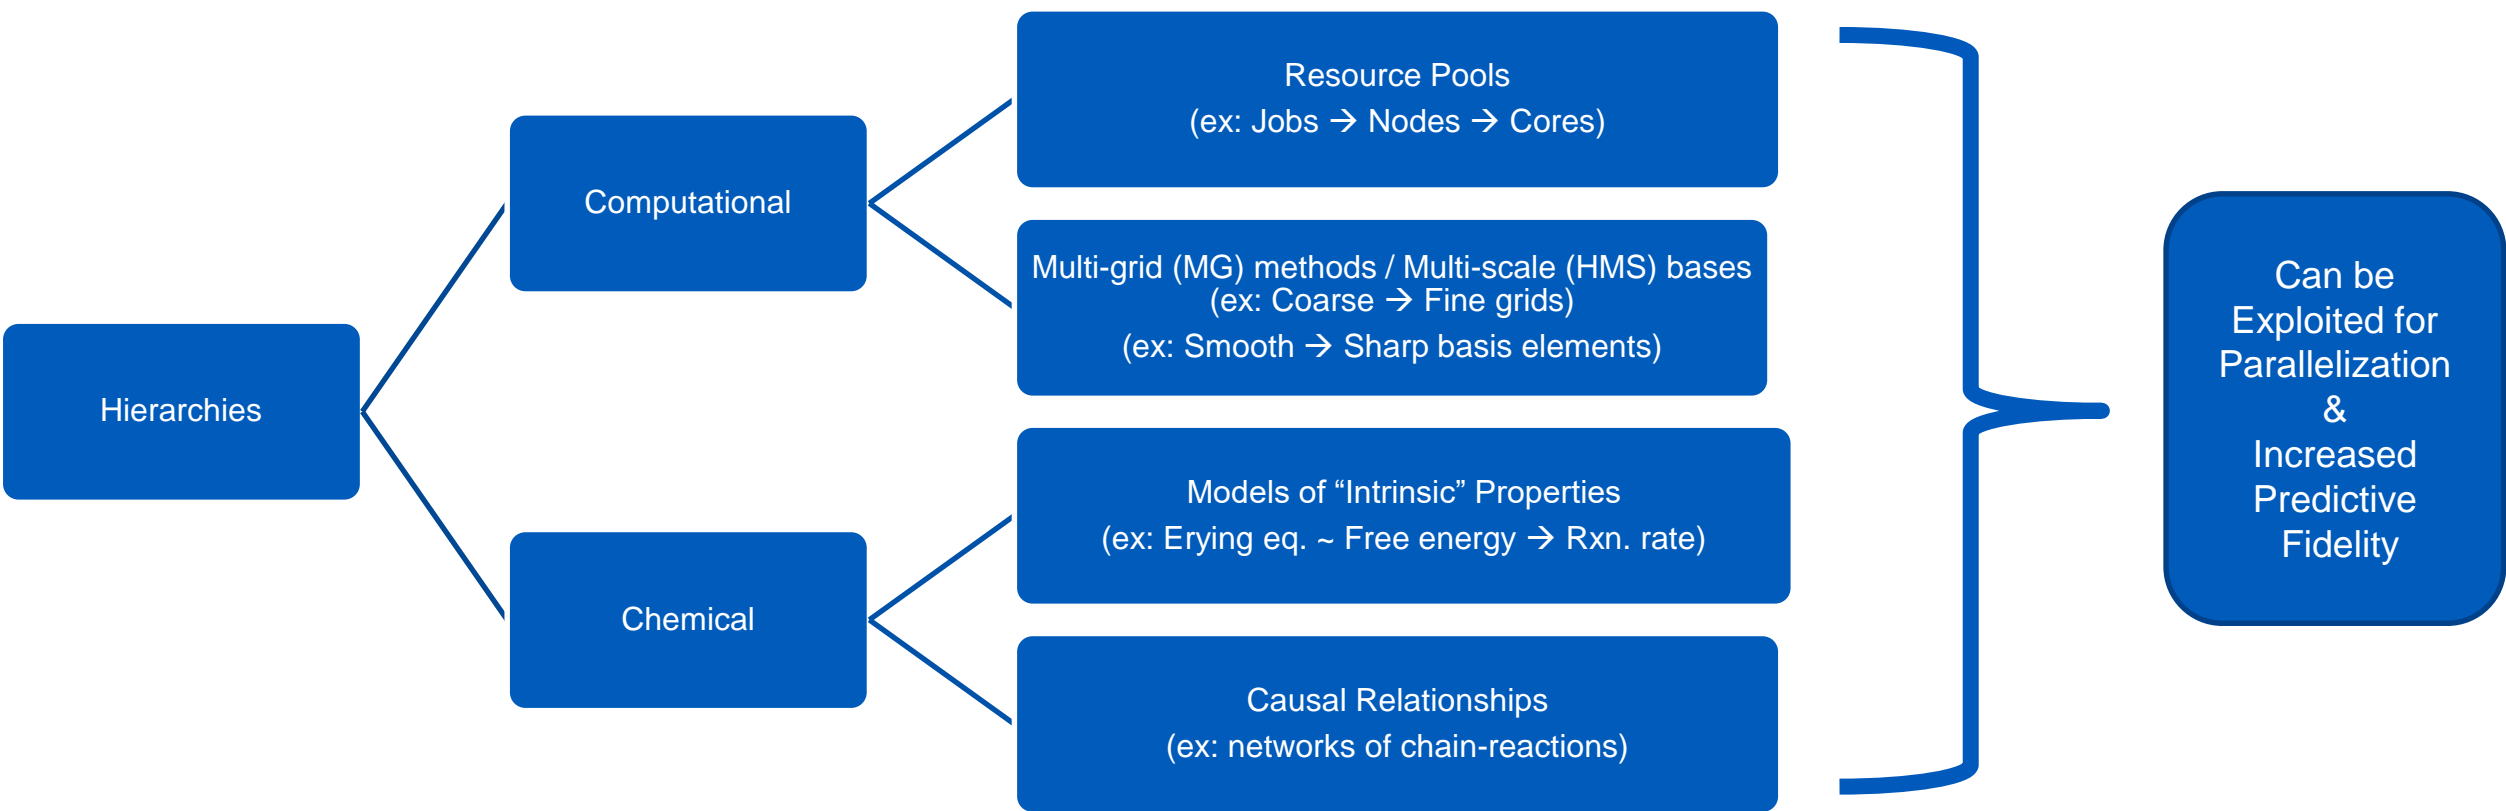 Hierarchies
Computational
Chemical
Resource Pools
(ex: Jobs → Nodes → Cores)
Multi-grid (MG) methods / Multi-scale (HMS) bases
(ex: Coarse → Fine grids)
(ex: Smooth → Sharp basis elements)
Models of “Intrinsic” Properties
(ex: Erying eq. ~ Free energy → Rxn. rate)
Causal Relationships
(ex: networks of chain-reactions)
Can be
Exploited for
Parallelization
&
Increased
Predictive
Fidelity